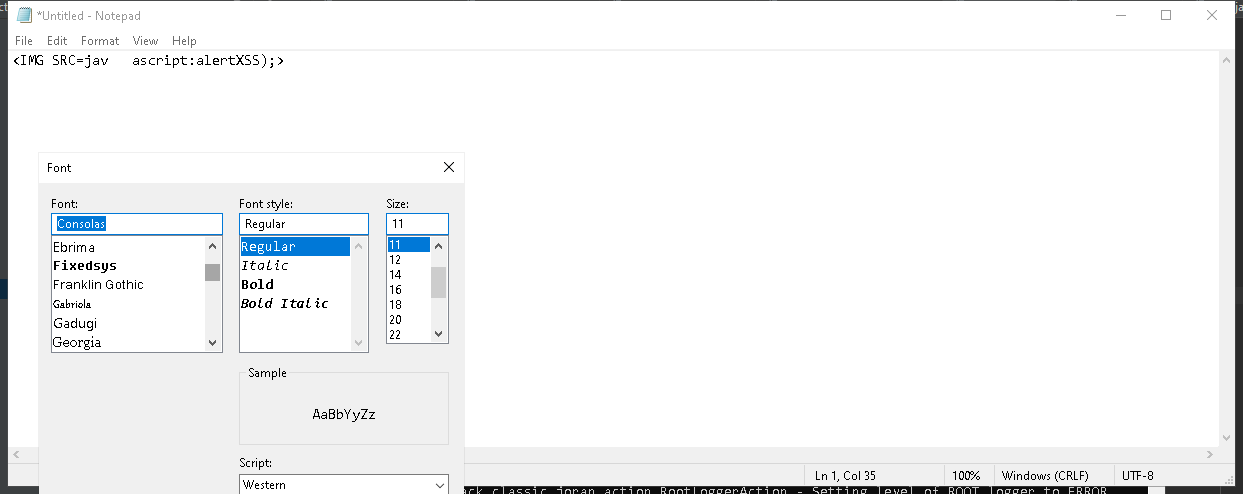 *Untitled - Notepad
File Edit Format View Help
<IMG SRC=jav   ascript:alertXSS);>
Font
Font: Font style: Size:
Consolas Regular 11
Ebrima Regular 11
Fixedsys Italic 12
Franklin Gothic Bold 14
Gabriola Bold Italic 16
Gadugi 18
Georgia 20
22
Sample
AaBbYyZz
Script:
Western
Ln 1, Col 35 100% Windows (CRLF) UTF-8
ack classic joran action RootLoggerAction - Setting level of ROOT logger to ERROR